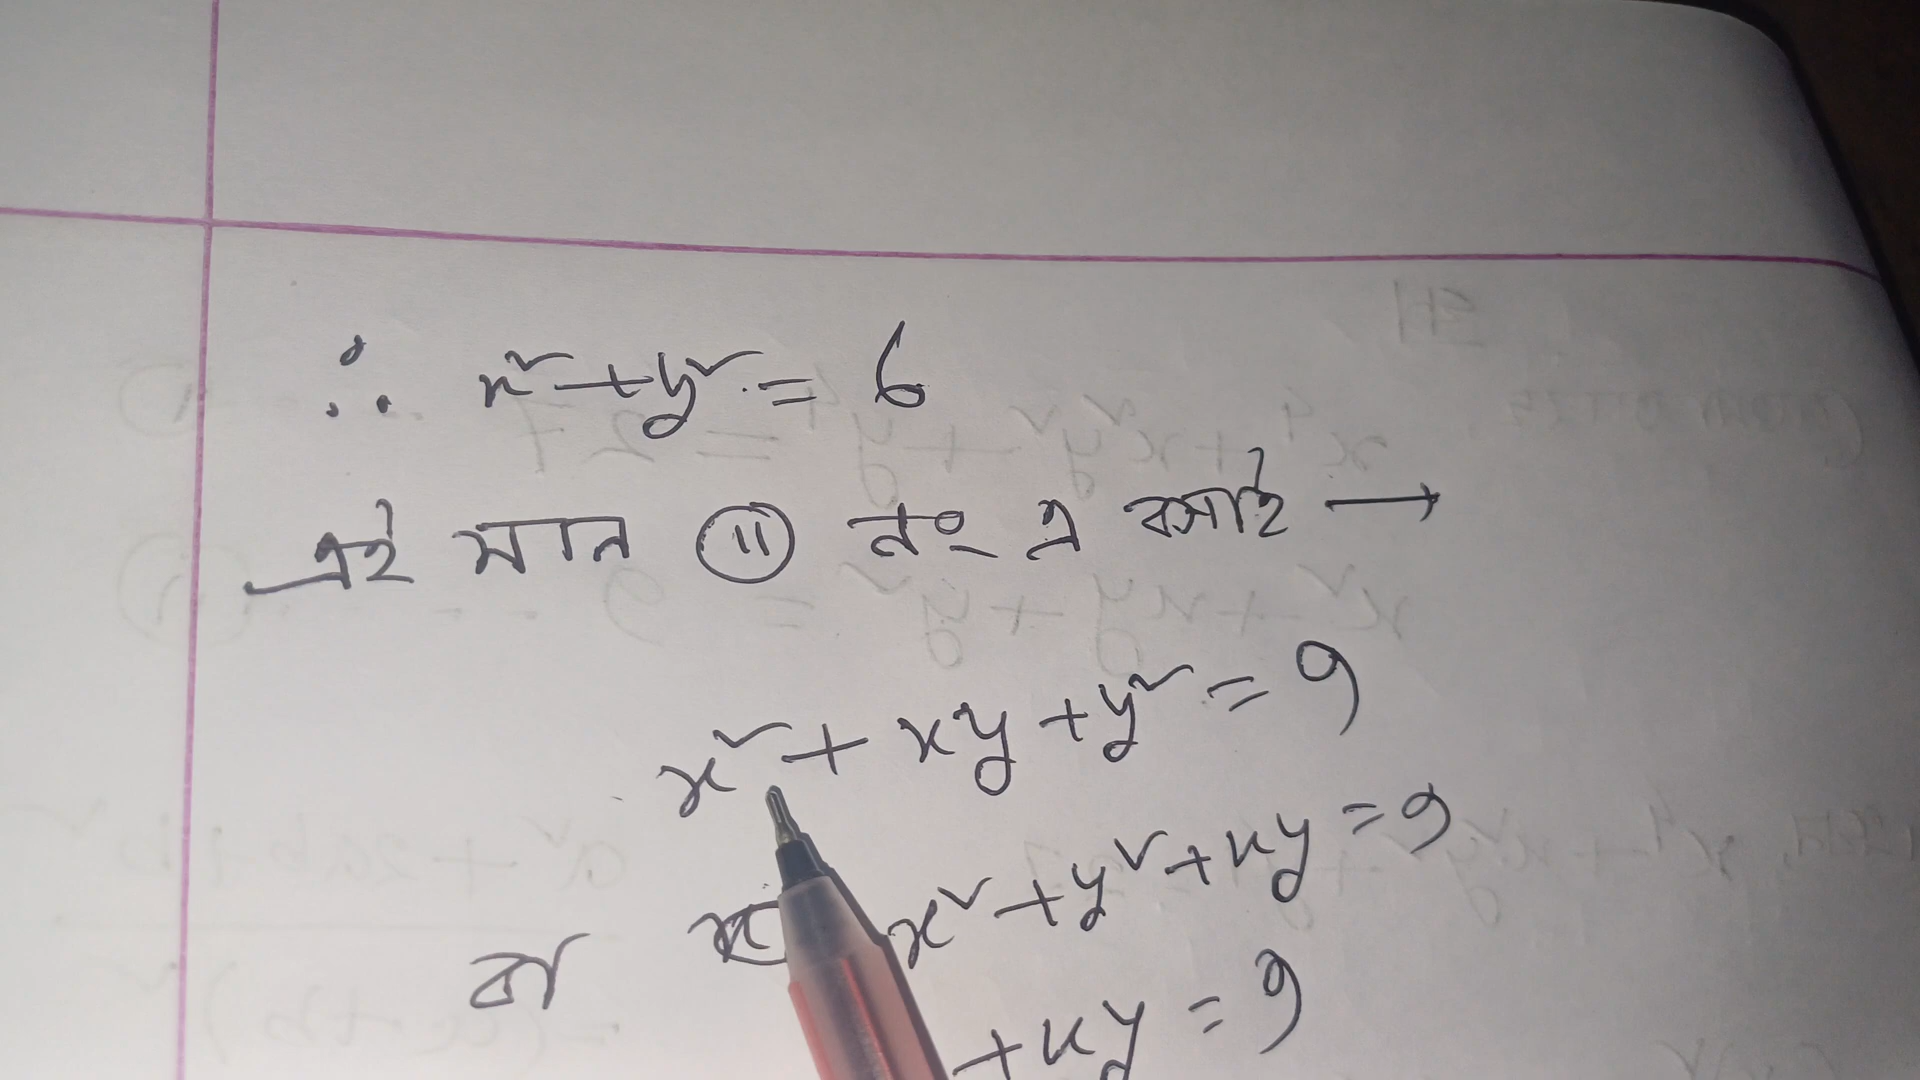 ∴ x² + y² = 6
এই মান (ii) নং এ বসাই →
x² + xy + y² = 9
বা x² + y² + xy = 9
+ xy = 9